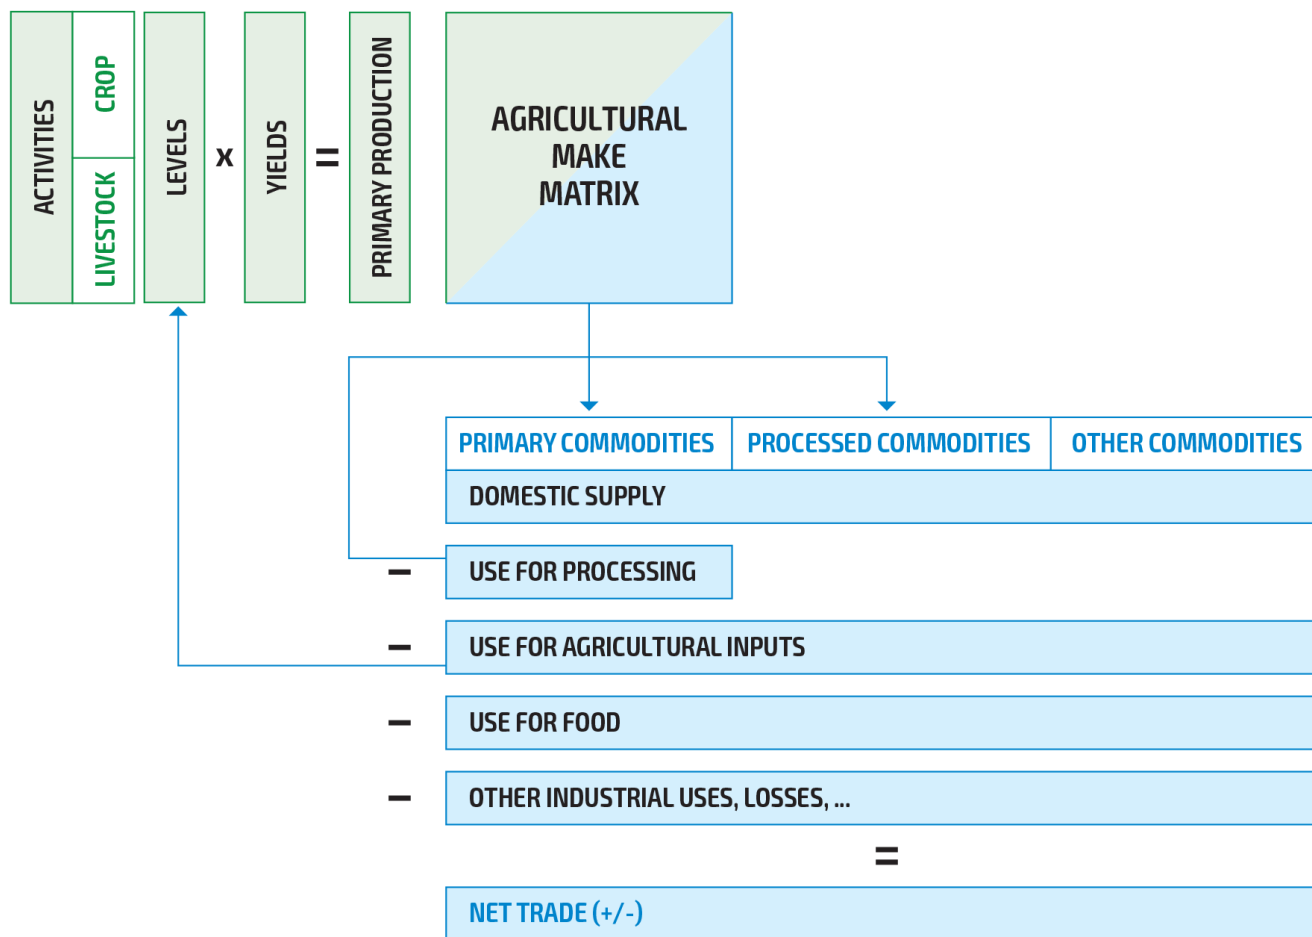 ACTIVITIES
CROP
LIVESTOCK
LEVELS
x
YIELDS
=
PRIMARY PRODUCTION
AGRICULTURAL
MAKE
MATRIX
PRIMARY COMMODITIES
PROCESSED COMMODITIES
OTHER COMMODITIES
DOMESTIC SUPPLY
– USE FOR PROCESSING
– USE FOR AGRICULTURAL INPUTS
– USE FOR FOOD
– OTHER INDUSTRIAL USES, LOSSES, ...
=
NET TRADE (+/-)